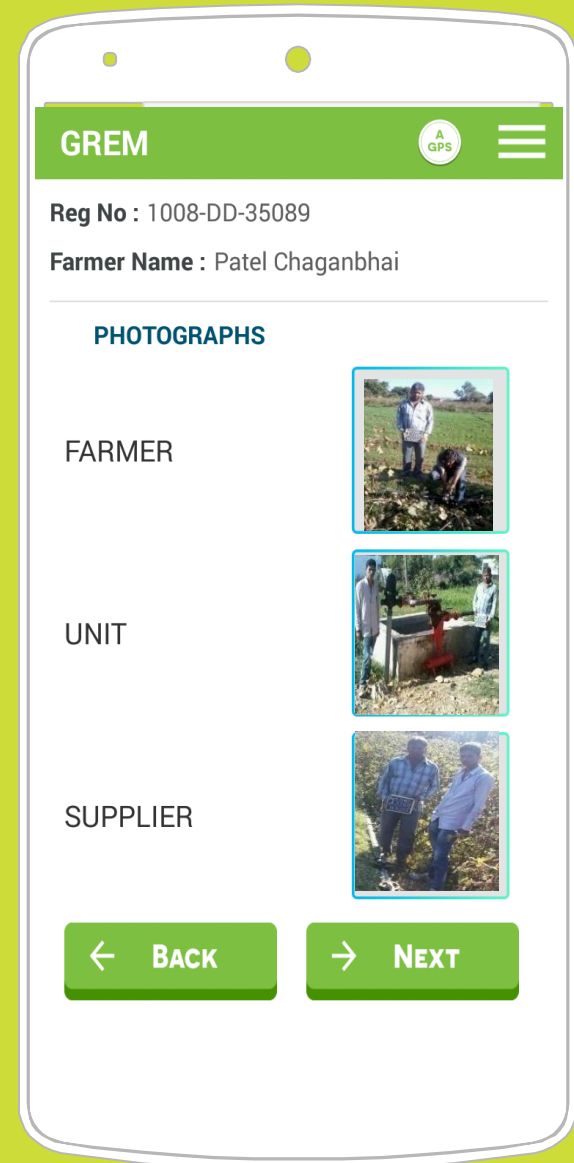 GREM
A
GPS
Reg No : 1008-DD-35089
Farmer Name : Patel Chaganbhai
PHOTOGRAPHS
FARMER
UNIT
SUPPLIER
BACK
NEXT